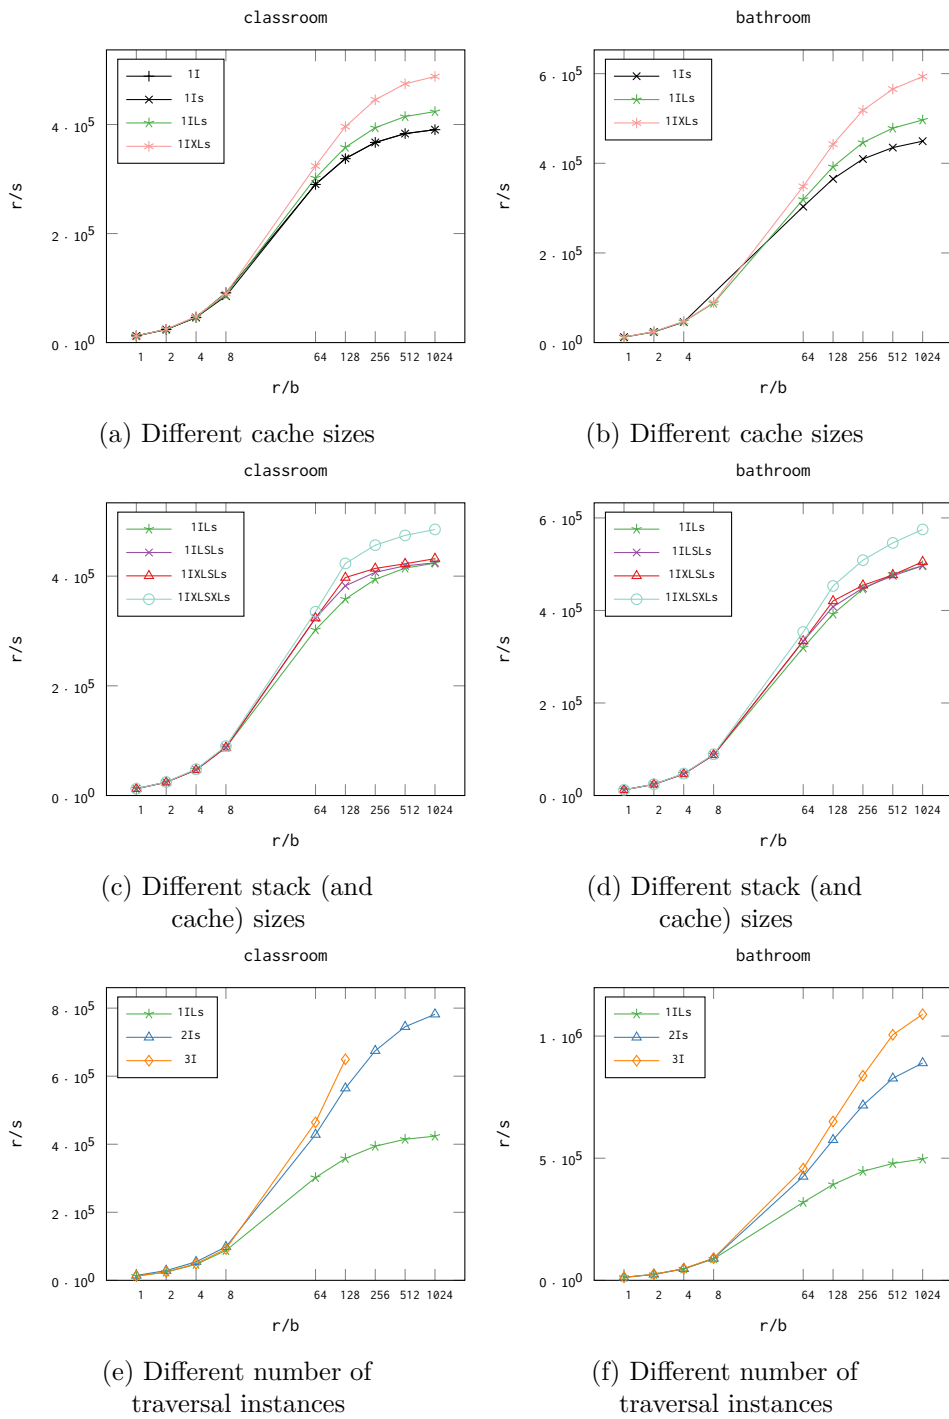 classroom
1I
1Is
1ILs
1IXLs
4 · 10^5
2 · 10^5
0 · 10^0
r/s
1 2 4 8 64 128 256 512 1024
r/b
(a) Different cache sizes
bathroom
1Is
1ILs
1IXLs
6 · 10^5
4 · 10^5
2 · 10^5
0 · 10^0
r/s
1 2 4 64 128 256 512 1024
r/b
(b) Different cache sizes
classroom
1ILs
1ILSLs
1IXLSLs
1IXLSXLs
4 · 10^5
2 · 10^5
0 · 10^0
r/s
1 2 4 8 64 128 256 512 1024
r/b
(c) Different stack (and
cache) sizes
bathroom
1ILs
1ILSLs
1IXLSLs
1IXLSXLs
6 · 10^5
4 · 10^5
2 · 10^5
0 · 10^0
r/s
1 2 4 8 64 128 256 512 1024
r/b
(d) Different stack (and
cache) sizes
classroom
1ILs
2Is
3I
8 · 10^5
6 · 10^5
4 · 10^5
2 · 10^5
0 · 10^0
r/s
1 2 4 8 64 128 256 512 1024
r/b
(e) Different number of
traversal instances
bathroom
1ILs
2Is
3I
1 · 10^6
5 · 10^5
0 · 10^0
r/s
1 2 4 8 64 128 256 512 1024
r/b
(f) Different number of
traversal instances